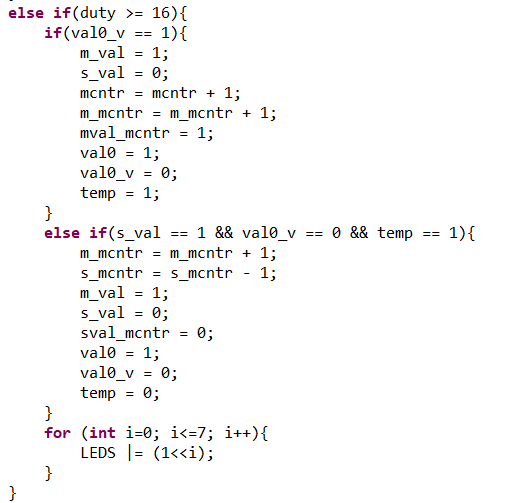 else if(duty >= 16){
    if(val0_v == 1){
        m_val = 1;
        s_val = 0;
        mcntr = mcntr + 1;
        m_mcntr = m_mcntr + 1;
        mval_mcntr = 1;
        val0 = 1;
        val0_v = 0;
        temp = 1;
    }
    else if(s_val == 1 && val0_v == 0 && temp == 1){
        m_mcntr = m_mcntr + 1;
        s_mcntr = s_mcntr - 1;
        m_val = 1;
        s_val = 0;
        sval_mcntr = 0;
        val0 = 1;
        val0_v = 0;
        temp = 0;
    }
    for (int i=0; i<=7; i++){
        LEDS |= (1<<i);
    }
}